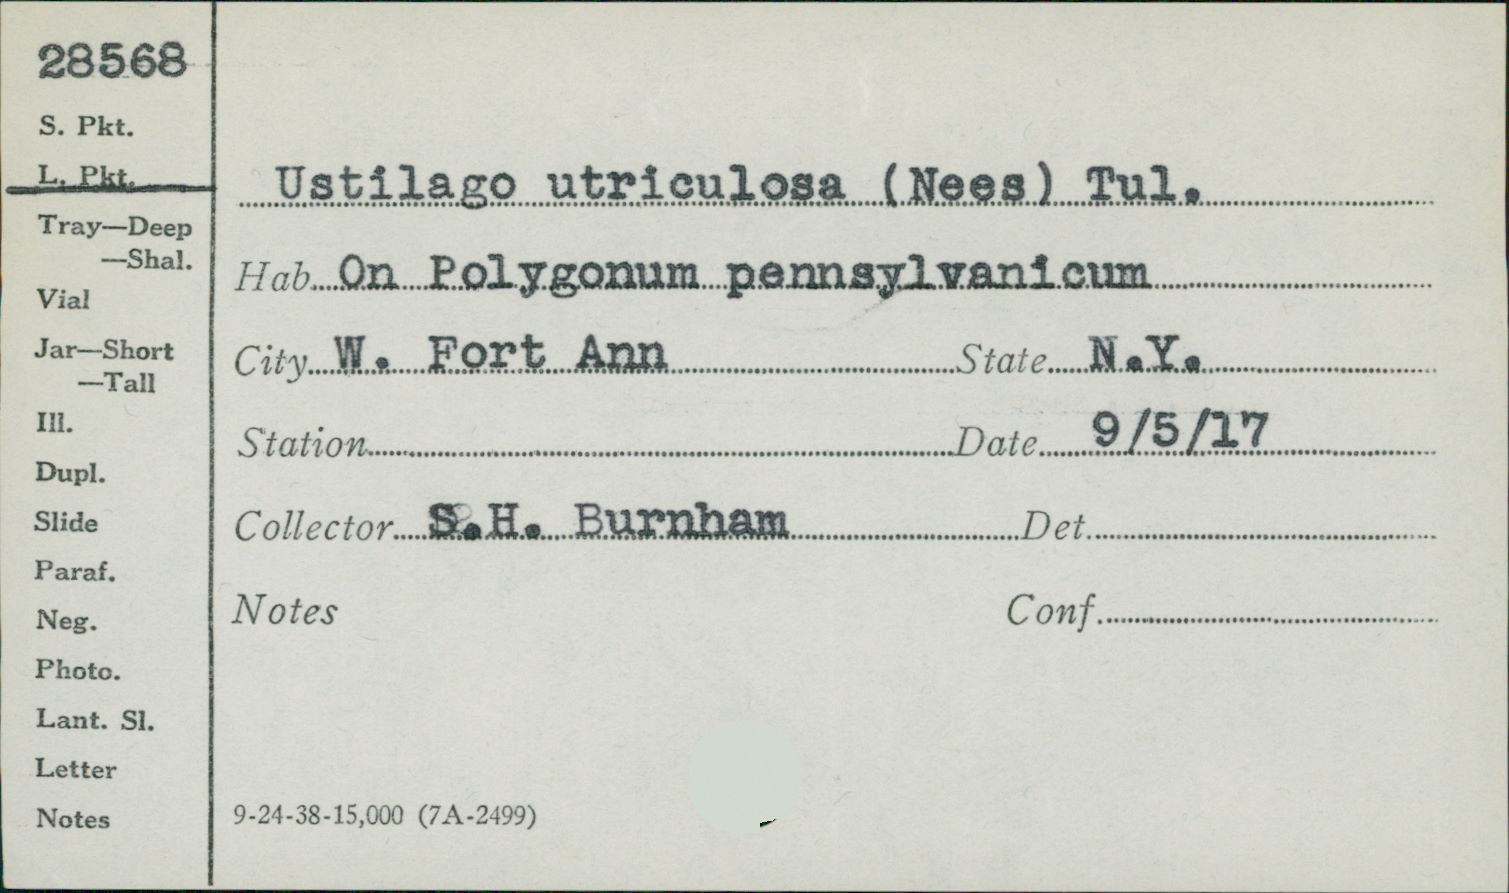 28568
S. Pkt.
L. Pkt.
Tray—Deep
—Shal.
Vial
Jar—Short
—Tall
Ill.
Dupl.
Slide
Paraf.
Neg.
Photo.
Lant. Sl.
Letter
Notes
Ustilago utriculosa (Nees) Tul.
Hab. On Polygonum pennsylvanicum
City W. Fort Ann State N.Y.
Station Date 9/5/17
Collector S.H. Burnham Det.
Notes Conf.
9-24-38-15,000 (7A-2499)